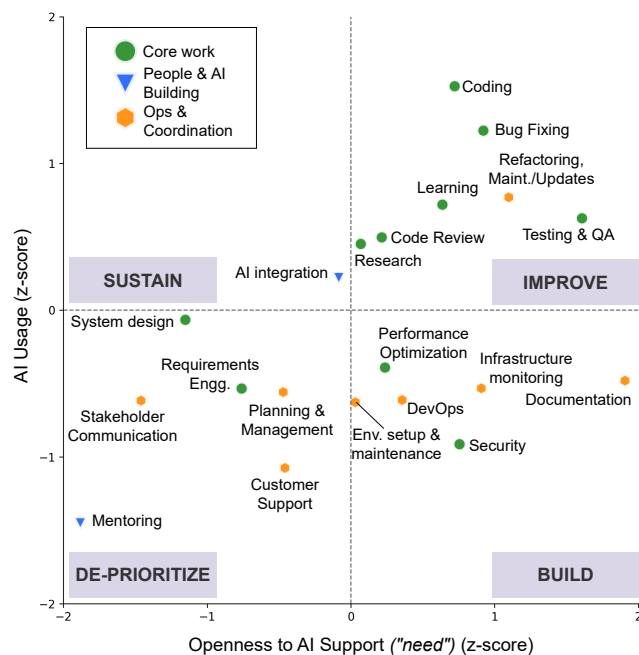 Core work
People & AI
Building
Ops &
Coordination
Coding
Bug Fixing
Refactoring,
Maint./Updates
Learning
Testing & QA
Code Review
Research
AI integration
SUSTAIN
IMPROVE
System design
Performance
Optimization
Requirements
Engg.
Infrastructure
monitoring
Documentation
Stakeholder
Communication
Planning &
Management
DevOps
Env. setup &
maintenance
Security
Customer
Support
Mentoring
DE-PRIORITIZE
BUILD
2
1
0
−1
−2
−2
−1
0
1
2
AI Usage (z-score)
Openness to AI Support ("need") (z-score)